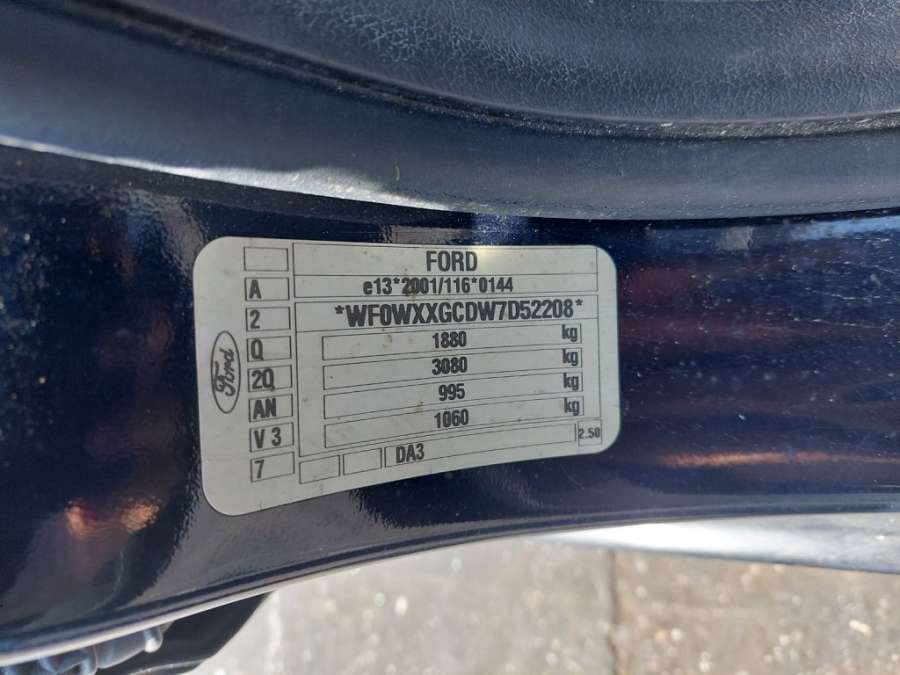 FORD
A e13*2001/116*0144
2 *WF0WXXGCDW7D52208*
Q 1880 kg
2Q 3080 kg
AN 995 kg
V 3 1060 kg
7 DA3 2.50
Ford